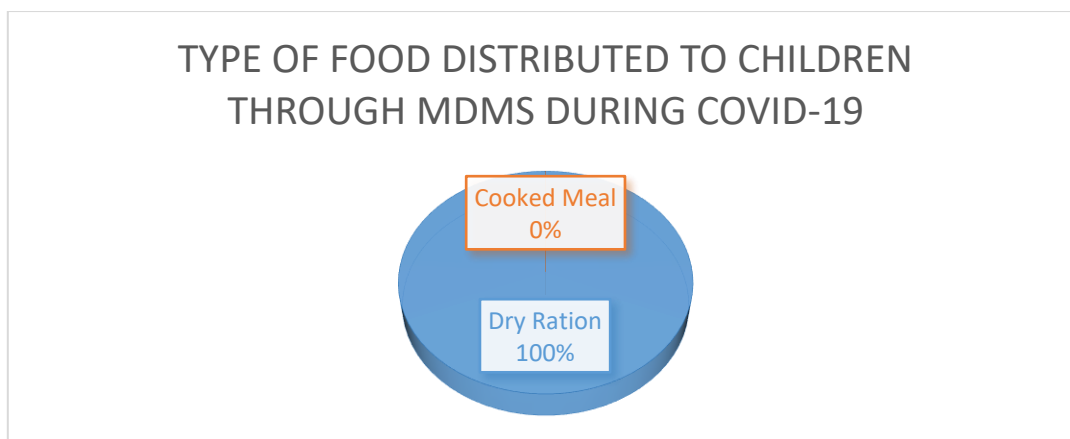 TYPE OF FOOD DISTRIBUTED TO CHILDREN
THROUGH MDMS DURING COVID-19
Cooked Meal
0%
Dry Ration
100%